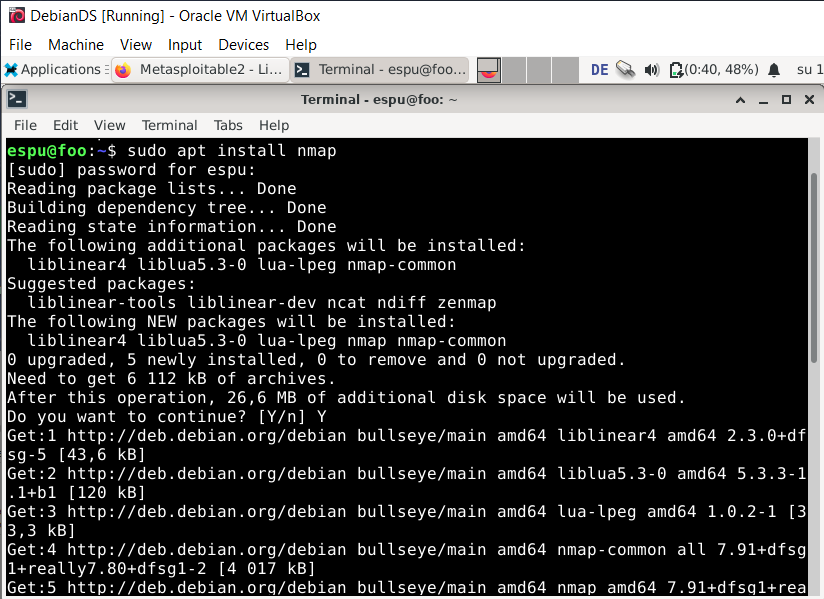 DebianDS [Running] - Oracle VM VirtualBox
File Machine View Input Devices Help
Applications Metasploitable2 - Li... Terminal - espu@foo... DE (0:40, 48%) su 1
Terminal - espu@foo: ~
File Edit View Terminal Tabs Help
espu@foo:~$ sudo apt install nmap
[sudo] password for espu:
Reading package lists... Done
Building dependency tree... Done
Reading state information... Done
The following additional packages will be installed:
  liblinear4 liblua5.3-0 lua-lpeg nmap-common
Suggested packages:
  liblinear-tools liblinear-dev ncat ndiff zenmap
The following NEW packages will be installed:
  liblinear4 liblua5.3-0 lua-lpeg nmap nmap-common
0 upgraded, 5 newly installed, 0 to remove and 0 not upgraded.
Need to get 6 112 kB of archives.
After this operation, 26,6 MB of additional disk space will be used.
Do you want to continue? [Y/n] Y
Get:1 http://deb.debian.org/debian bullseye/main amd64 liblinear4 amd64 2.3.0+df
sg-5 [43,6 kB]
Get:2 http://deb.debian.org/debian bullseye/main amd64 liblua5.3-0 amd64 5.3.3-1
.1+b1 [120 kB]
Get:3 http://deb.debian.org/debian bullseye/main amd64 lua-lpeg amd64 1.0.2-1 [3
3,3 kB]
Get:4 http://deb.debian.org/debian bullseye/main amd64 nmap-common all 7.91+dfsg
1+really7.80+dfsg1-2 [4 017 kB]
Get:5 http://deb.debian.org/debian bullseye/main amd64 nmap amd64 7.91+dfsg1+rea